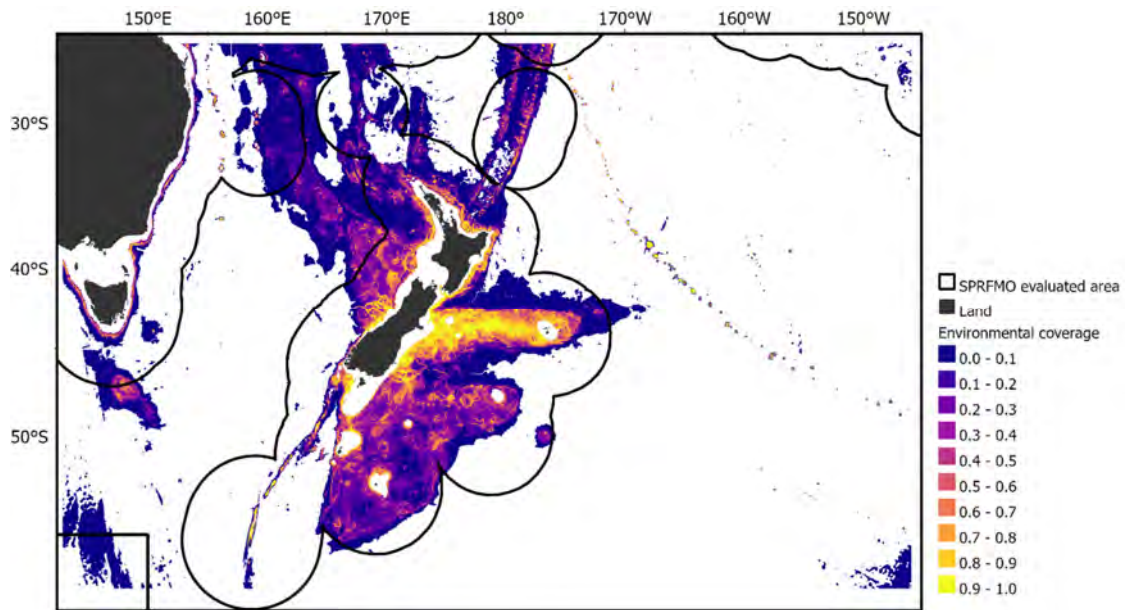 150°E 160°E 170°E 180° 170°W 160°W 150°W
30°S
40°S
50°S
SPRFMO evaluated area
Land
Environmental coverage
0.0 - 0.1
0.1 - 0.2
0.2 - 0.3
0.3 - 0.4
0.4 - 0.5
0.5 - 0.6
0.6 - 0.7
0.7 - 0.8
0.8 - 0.9
0.9 - 1.0